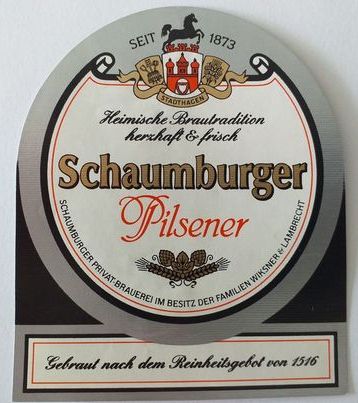 SEIT 1873
STADTHAGEN
Heimische Brautradition
herzhaft & frisch
Schaumburger
Pilsener
SCHAUMBURGER PRIVAT-BRAUEREI IM BESITZ DER FAMILIEN WIKSNER & LAMBRECHT
Gebraut nach dem Reinheitsgebot von 1516